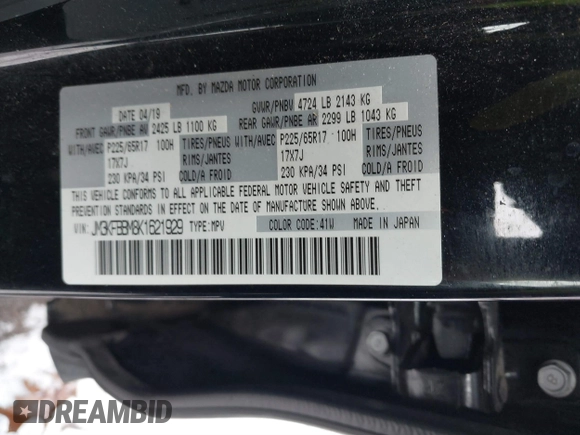 MFD. BY MAZDA MOTOR CORPORATION
DATE 04/19 GVWR/PNBV 4724 LB 2143 KG
FRONT GAWR/PNBE AV 2425 LB 1100 KG REAR GAWR/PNBE AR 2299 LB 1043 KG
WITH/AVEC P225/65R17 100H TIRES/PNEUS WITH/AVEC P225/65R17 100H TIRES/PNEUS
17X7J RIMS/JANTES 17X7J RIMS/JANTES
230 KPA/34 PSI COLD/A FROID 230 KPA/34 PSI COLD/A FROID
THIS VEHICLE CONFORMS TO ALL APPLICABLE FEDERAL MOTOR VEHICLE SAFETY AND THEFT
PREVENTION STANDARDS IN EFFECT ON THE DATE OF MANUFACTURE SHOWN ABOVE.
VIN: JM3KFBBM8K1621929 TYPE:MPV COLOR CODE:41W MADE IN JAPAN
8
DREAMBID